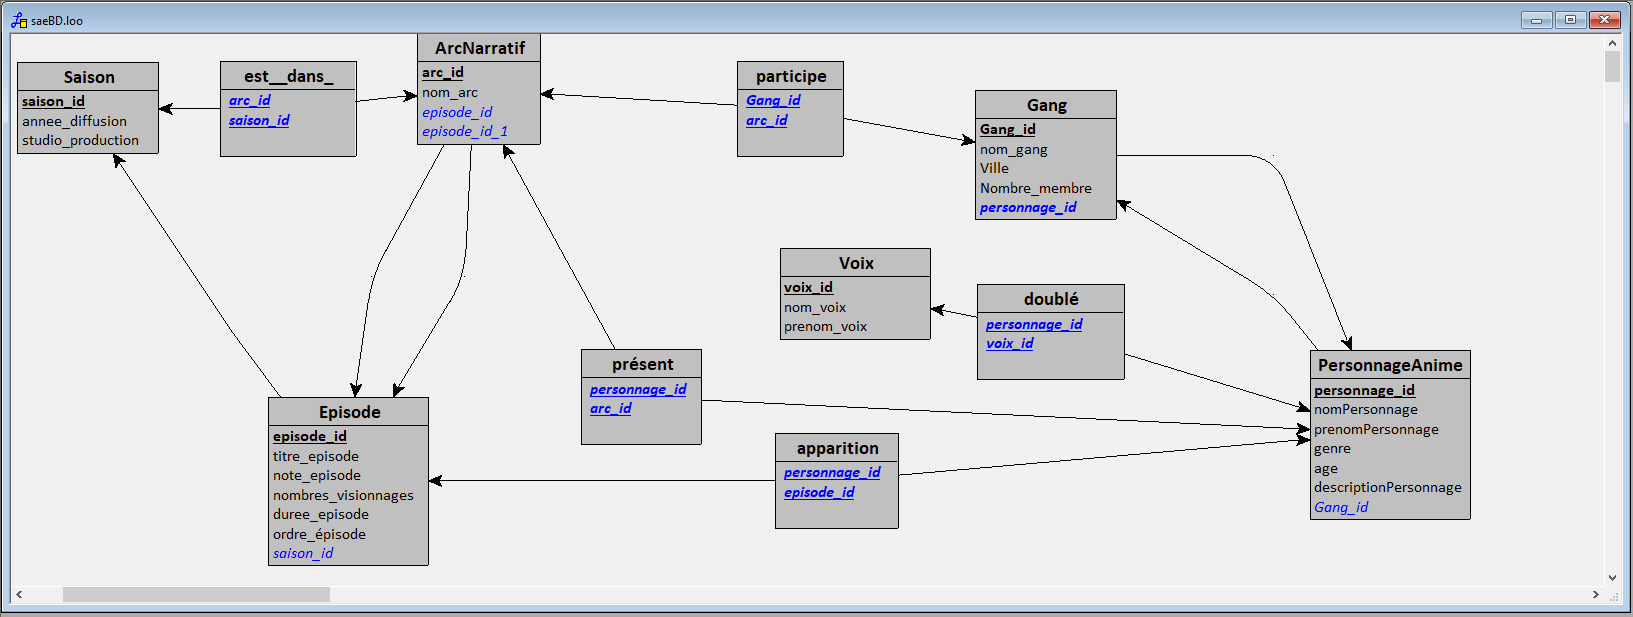 saeBD.loo
Saison
saison_id
annee_diffusion
studio_production
est__dans_
arc_id
saison_id
ArcNarratif
arc_id
nom_arc
episode_id
episode_id_1
participe
Gang_id
arc_id
Gang
Gang_id
nom_gang
Ville
Nombre_membre
personnage_id
Voix
voix_id
nom_voix
prenom_voix
doublé
personnage_id
voix_id
présent
personnage_id
arc_id
PersonnageAnime
personnage_id
nomPersonnage
prenomPersonnage
genre
age
descriptionPersonnage
Gang_id
Episode
episode_id
titre_episode
note_episode
nombres_visionnages
duree_episode
ordre_épisode
saison_id
apparition
personnage_id
episode_id